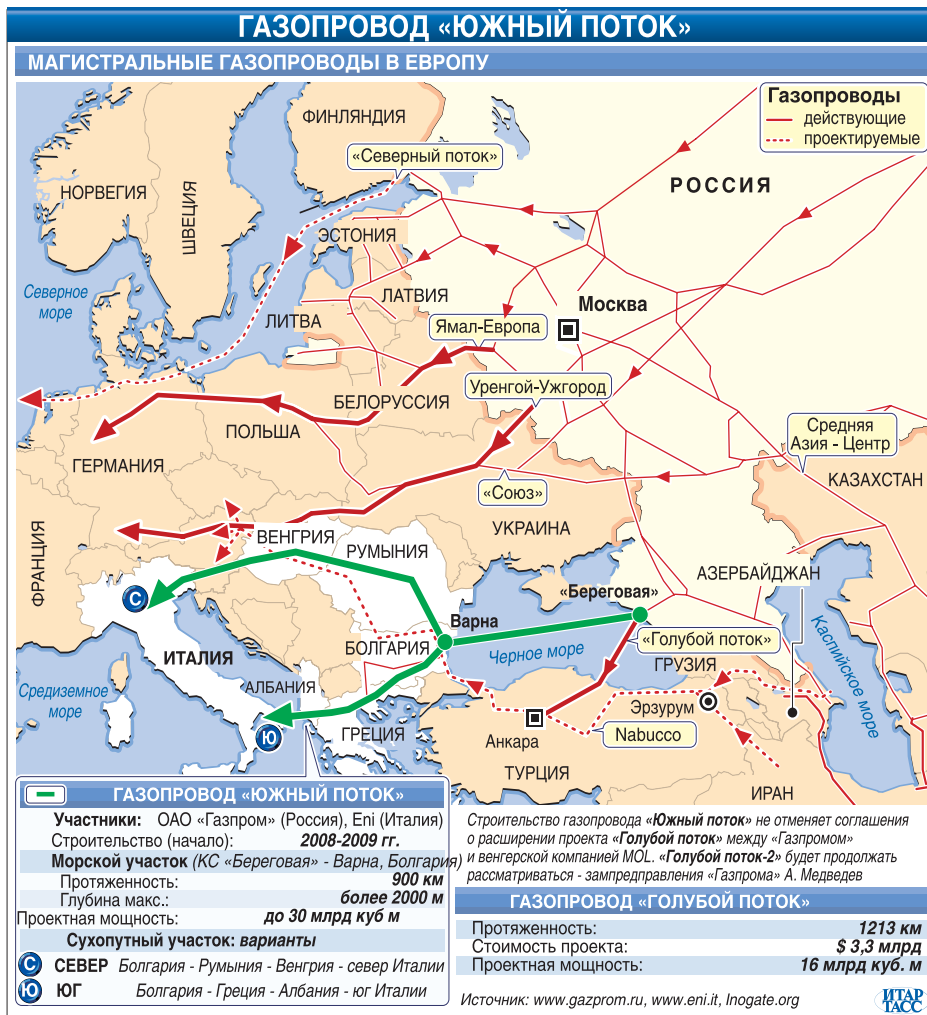 ГАЗОПРОВОД «ЮЖНЫЙ ПОТОК»
МАГИСТРАЛЬНЫЕ ГАЗОПРОВОДЫ В ЕВРОПУ
Газопроводы
действующие
проектируемые
ФИНЛЯНДИЯ
«Северный поток»
РОССИЯ
НОРВЕГИЯ
ШВЕЦИЯ
ЭСТОНИЯ
Северное
море
ЛАТВИЯ
Москва
ЛИТВА
Ямал-Европа
Уренгой-Ужгород
БЕЛОРУССИЯ
ПОЛЬША
Средняя
Азия - Центр
ГЕРМАНИЯ
КАЗАХСТАН
«Союз»
УКРАИНА
ФРАНЦИЯ
ВЕНГРИЯ
РУМЫНИЯ
АЗЕРБАЙДЖАН
С
«Береговая»
Варна
«Голубой поток»
БОЛГАРИЯ
Черное море
Каспийское море
ИТАЛИЯ
ГРУЗИЯ
Средиземное
море
АЛБАНИЯ
Эрзурум
Ю
ГРЕЦИЯ
Анкара
Nabucco
ТУРЦИЯ
ИРАН
ГАЗОПРОВОД «ЮЖНЫЙ ПОТОК»
Участники: ОАО «Газпром» (Россия), Eni (Италия)
Строительство (начало): 2008-2009 гг.
Морской участок (КС «Береговая» - Варна, Болгария)
Протяженность: 900 км
Глубина макс.: более 2000 м
Проектная мощность: до 30 млрд куб м
Сухопутный участок: варианты
С СЕВЕР Болгария - Румыния - Венгрия - север Италии
Ю ЮГ Болгария - Греция - Албания - юг Италии
Строительство газопровода «Южный поток» не отменяет соглашения
о расширении проекта «Голубой поток» между «Газпромом»
и венгерской компанией MOL. «Голубой поток-2» будет продолжать
рассматриваться - зампредправления «Газпрома» А. Медведев
ГАЗОПРОВОД «ГОЛУБОЙ ПОТОК»
Протяженность: 1213 км
Стоимость проекта: $ 3,3 млрд
Проектная мощность: 16 млрд куб. м
Источник: www.gazprom.ru, www.eni.it, Inogate.org
ИТАР
ТАСС